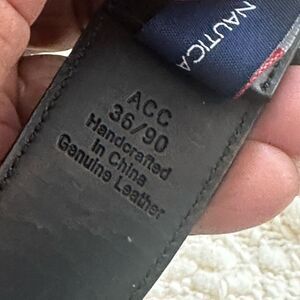 NAUTICA
ACC
36/90
Handcrafted
In China
Genuine Leather